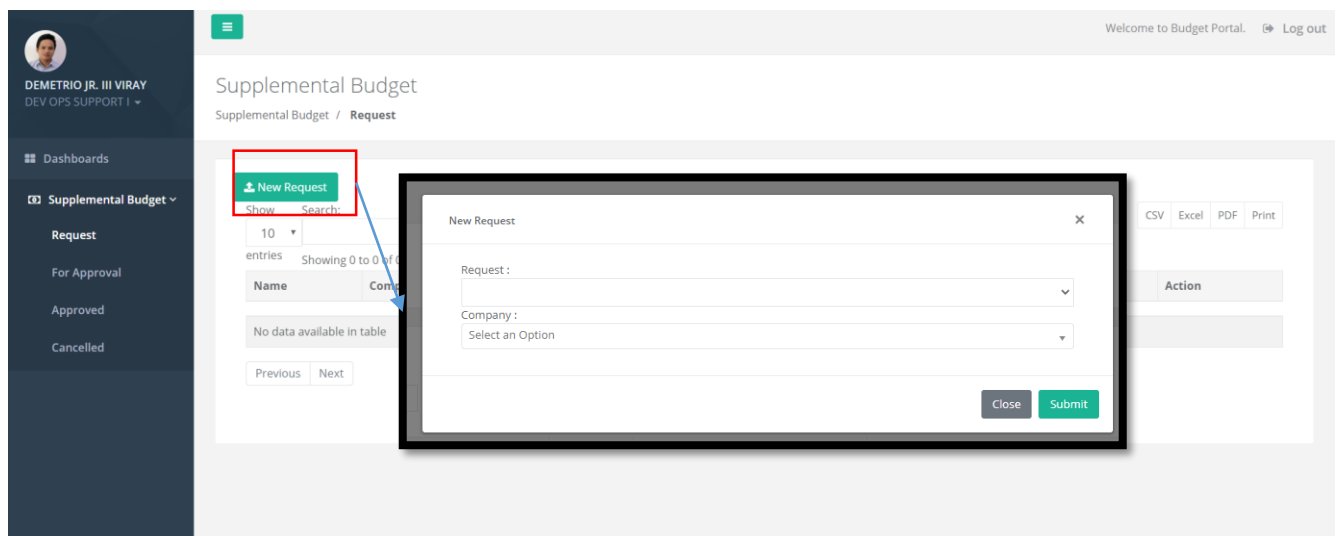 Welcome to Budget Portal. Log out
DEMETRIO JR. III VIRAY
DEV OPS SUPPORT I
Supplemental Budget
Supplemental Budget / Request
Dashboards
Supplemental Budget
Request
For Approval
Approved
Cancelled
New Request
Show Search:
10
entries Showing 0 to 0 of
CSV Excel PDF Print
Name Action
No data available in table
Previous Next
New Request ×
Request :
Company :
Select an Option
Close Submit